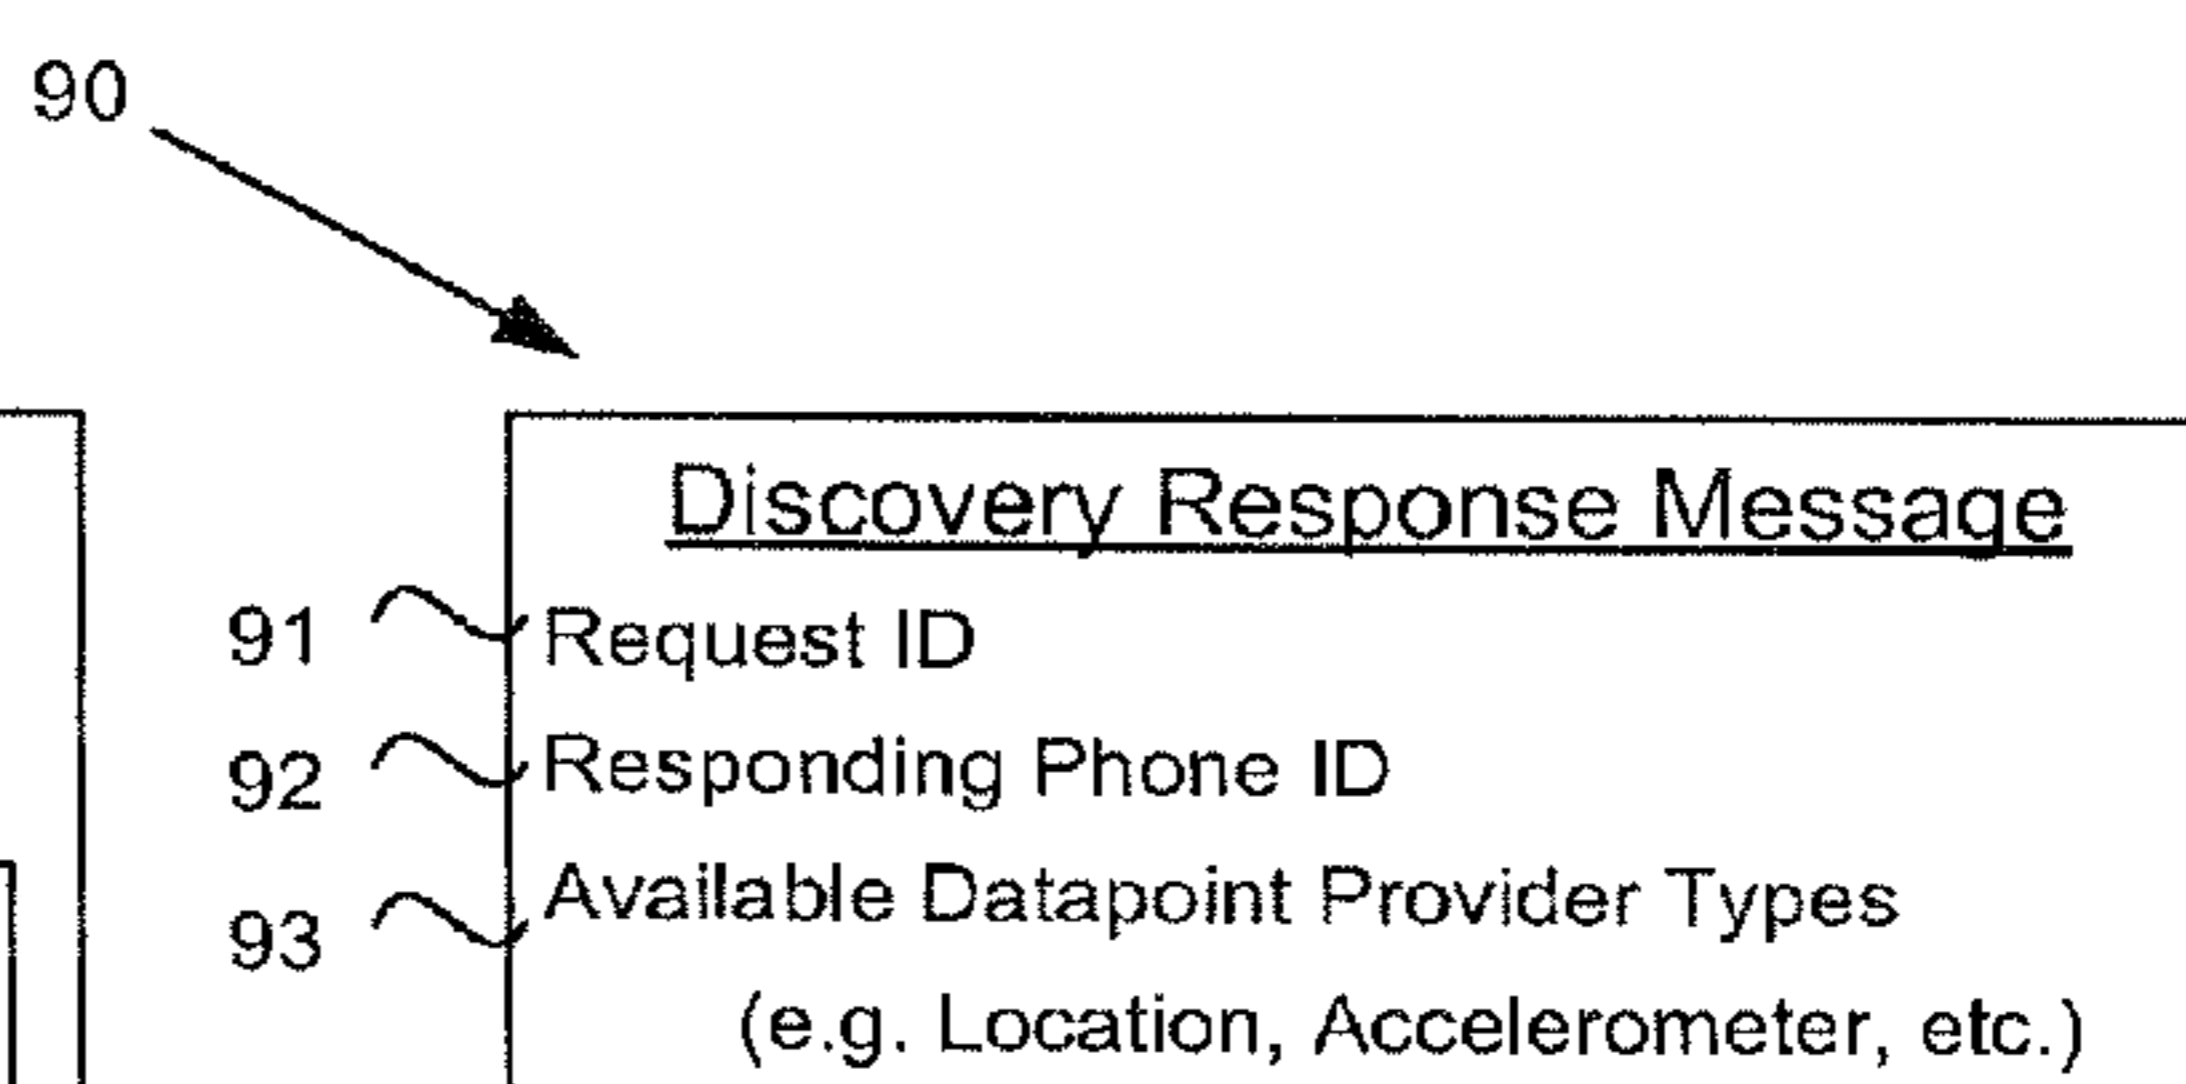 90
Discovery Response Message
91 Request ID
92 Responding Phone ID
93 Available Datapoint Provider Types
(e.g. Location, Accelerometer, etc.)